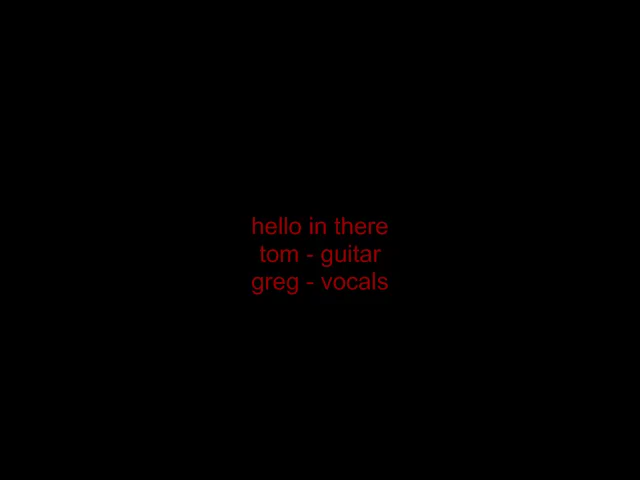 hello in there
tom - guitar
greg - vocals